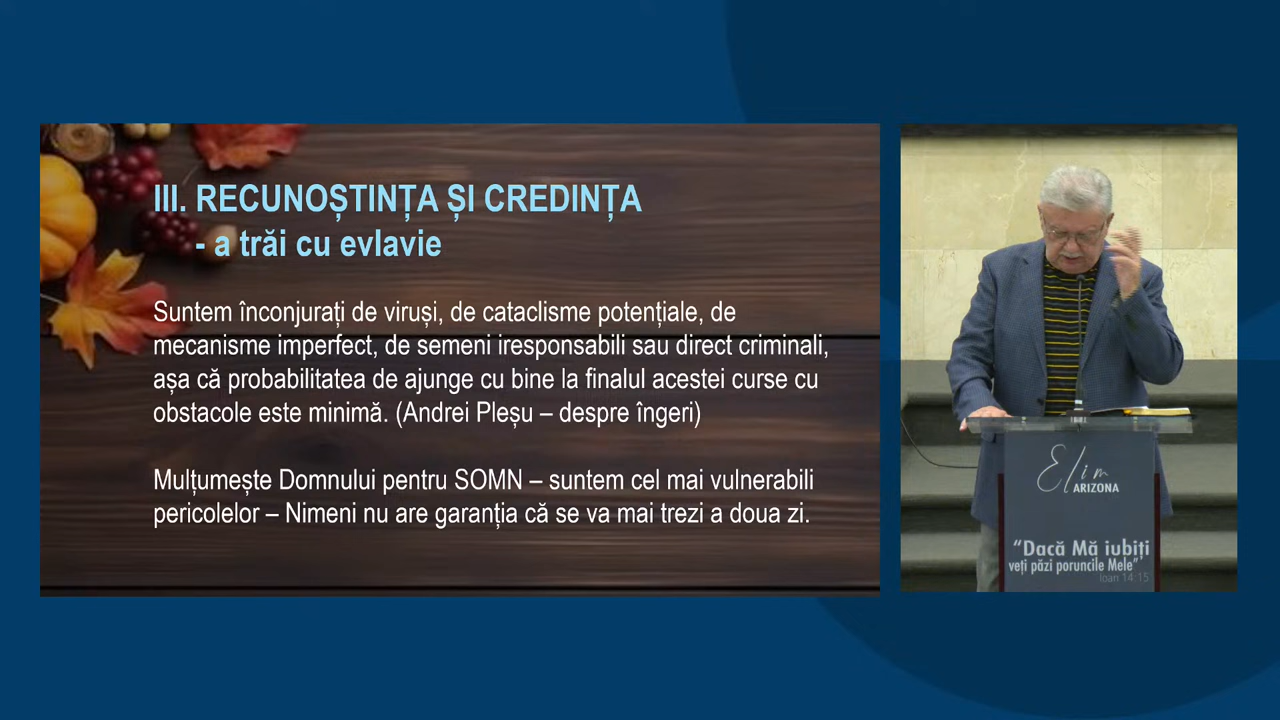 III. RECUNOȘTINȚA ȘI CREDINȚA
- a trăi cu evlavie
Suntem înconjurați de viruși, de cataclisme potențiale, de
mecanisme imperfect, de semeni iresponsabili sau direct criminali,
așa că probabilitatea de ajunge cu bine la finalul acestei curse cu
obstacole este minimă. (Andrei Pleșu – despre îngeri)
Mulțumește Domnului pentru SOMN – suntem cel mai vulnerabili
pericolelor – Nimeni nu are garanția că se va mai trezi a doua zi.
Elim
ARIZONA
“Dacă Mă iubiți
veți păzi poruncile Mele”
Ioan 14:15